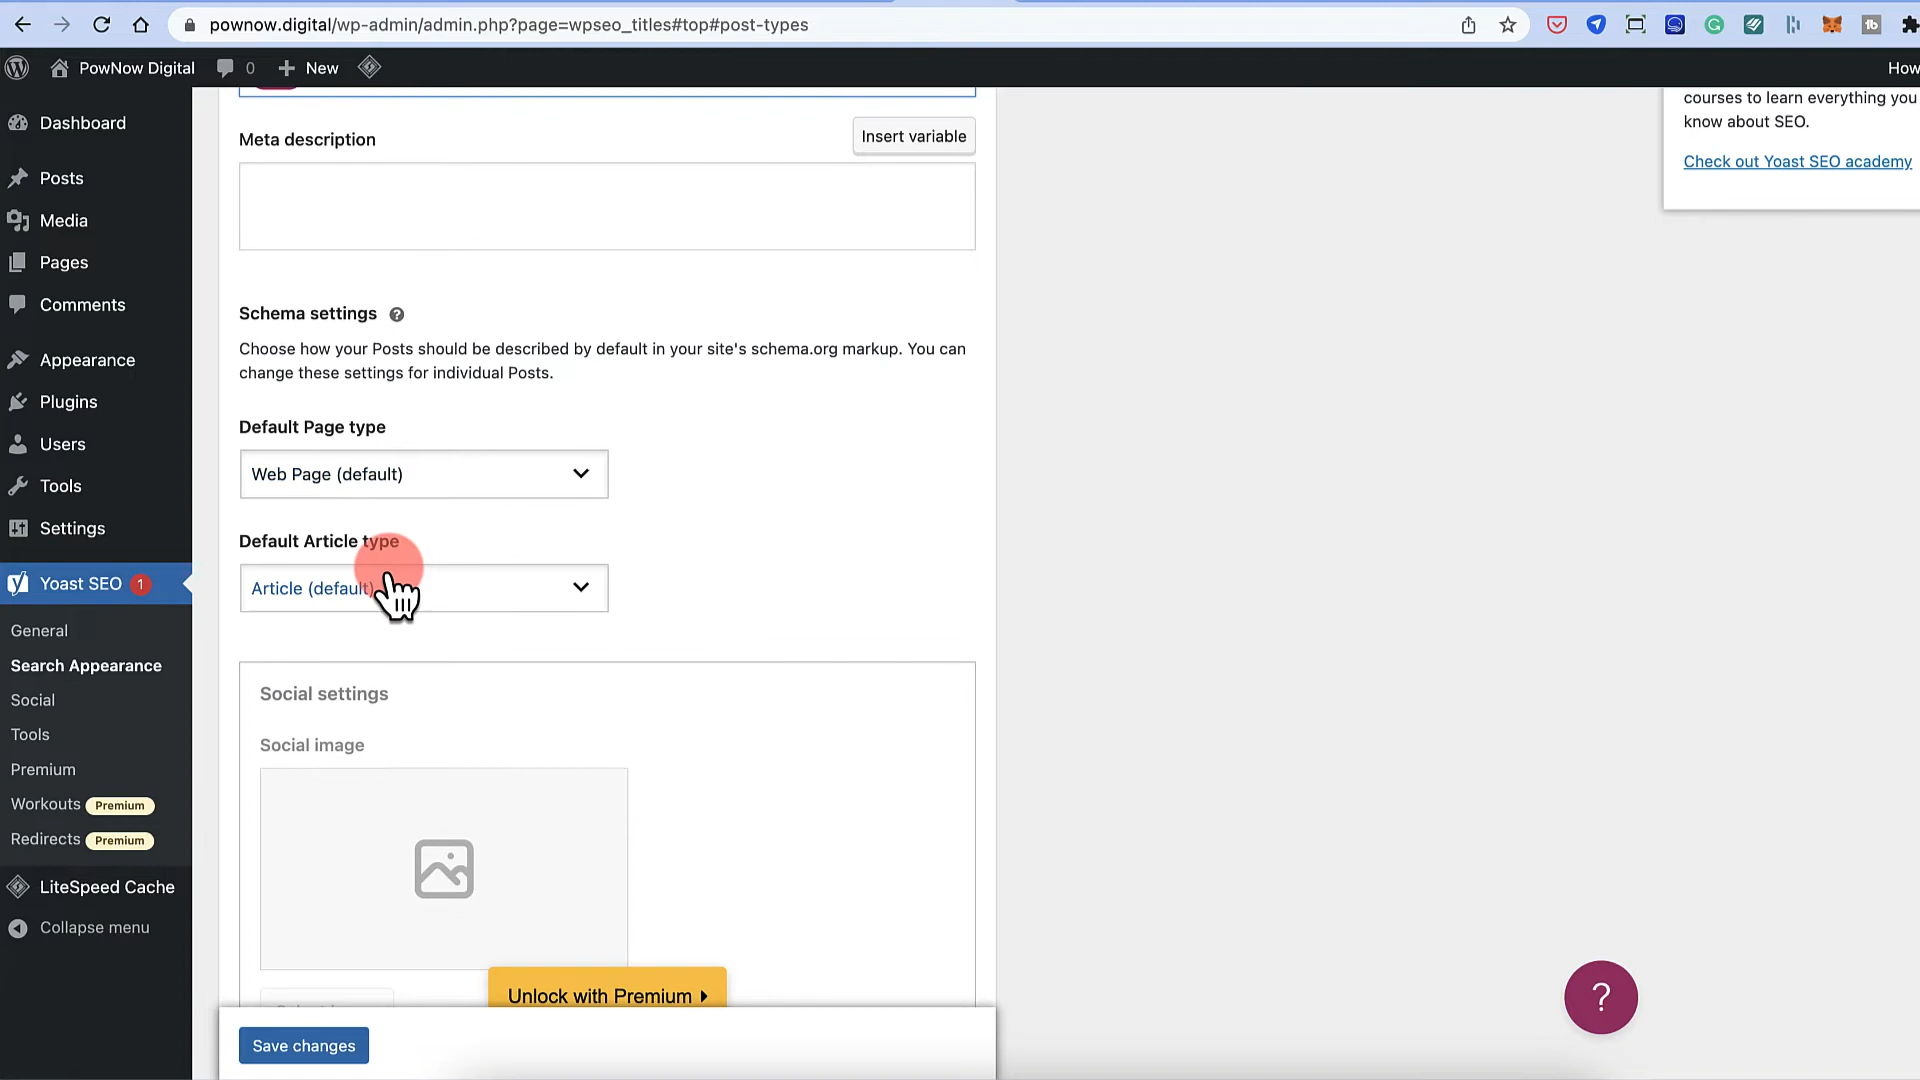 pownow.digital/wp-admin/admin.php?page=wpseo_titles#top#post-types
PowNow Digital
0
New
How
Dashboard
Posts
Media
Pages
Comments
Appearance
Plugins
Users
Tools
Settings
Yoast SEO 1
General
Search Appearance
Social
Tools
Premium
Workouts Premium
Redirects Premium
LiteSpeed Cache
Collapse menu
Meta description
Insert variable
Schema settings
Choose how your Posts should be described by default in your site's schema.org markup. You can
change these settings for individual Posts.
Default Page type
Web Page (default)
Default Article type
Article (default)
Social settings
Social image
Unlock with Premium
Save changes
courses to learn everything you
know about SEO.
Check out Yoast SEO academy
?